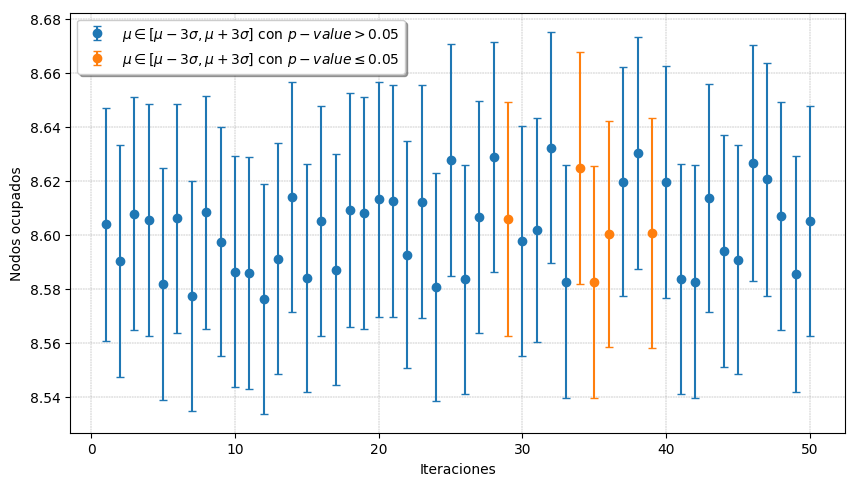 μ ∈ [μ − 3σ, μ + 3σ] con p − value > 0.05
μ ∈ [μ − 3σ, μ + 3σ] con p − value ≤ 0.05
Nodos ocupados
8.68
8.66
8.64
8.62
8.60
8.58
8.56
8.54
0 10 20 30 40 50
Iteraciones